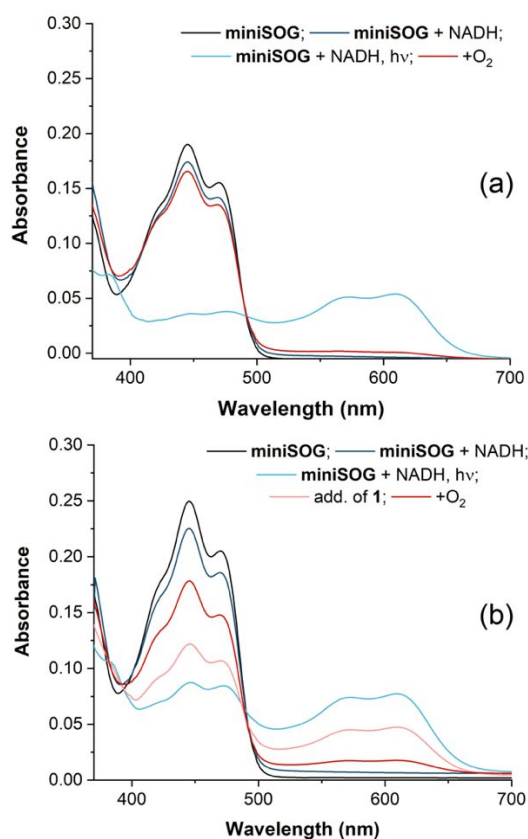 miniSOG; miniSOG + NADH;
miniSOG + NADH, hν; +O₂
(a)
Absorbance
0.30
0.25
0.20
0.15
0.10
0.05
0.00
400 500 600 700
Wavelength (nm)
miniSOG; miniSOG + NADH;
miniSOG + NADH, hν;
add. of 1; +O₂
(b)
Absorbance
0.30
0.25
0.20
0.15
0.10
0.05
0.00
400 500 600 700
Wavelength (nm)